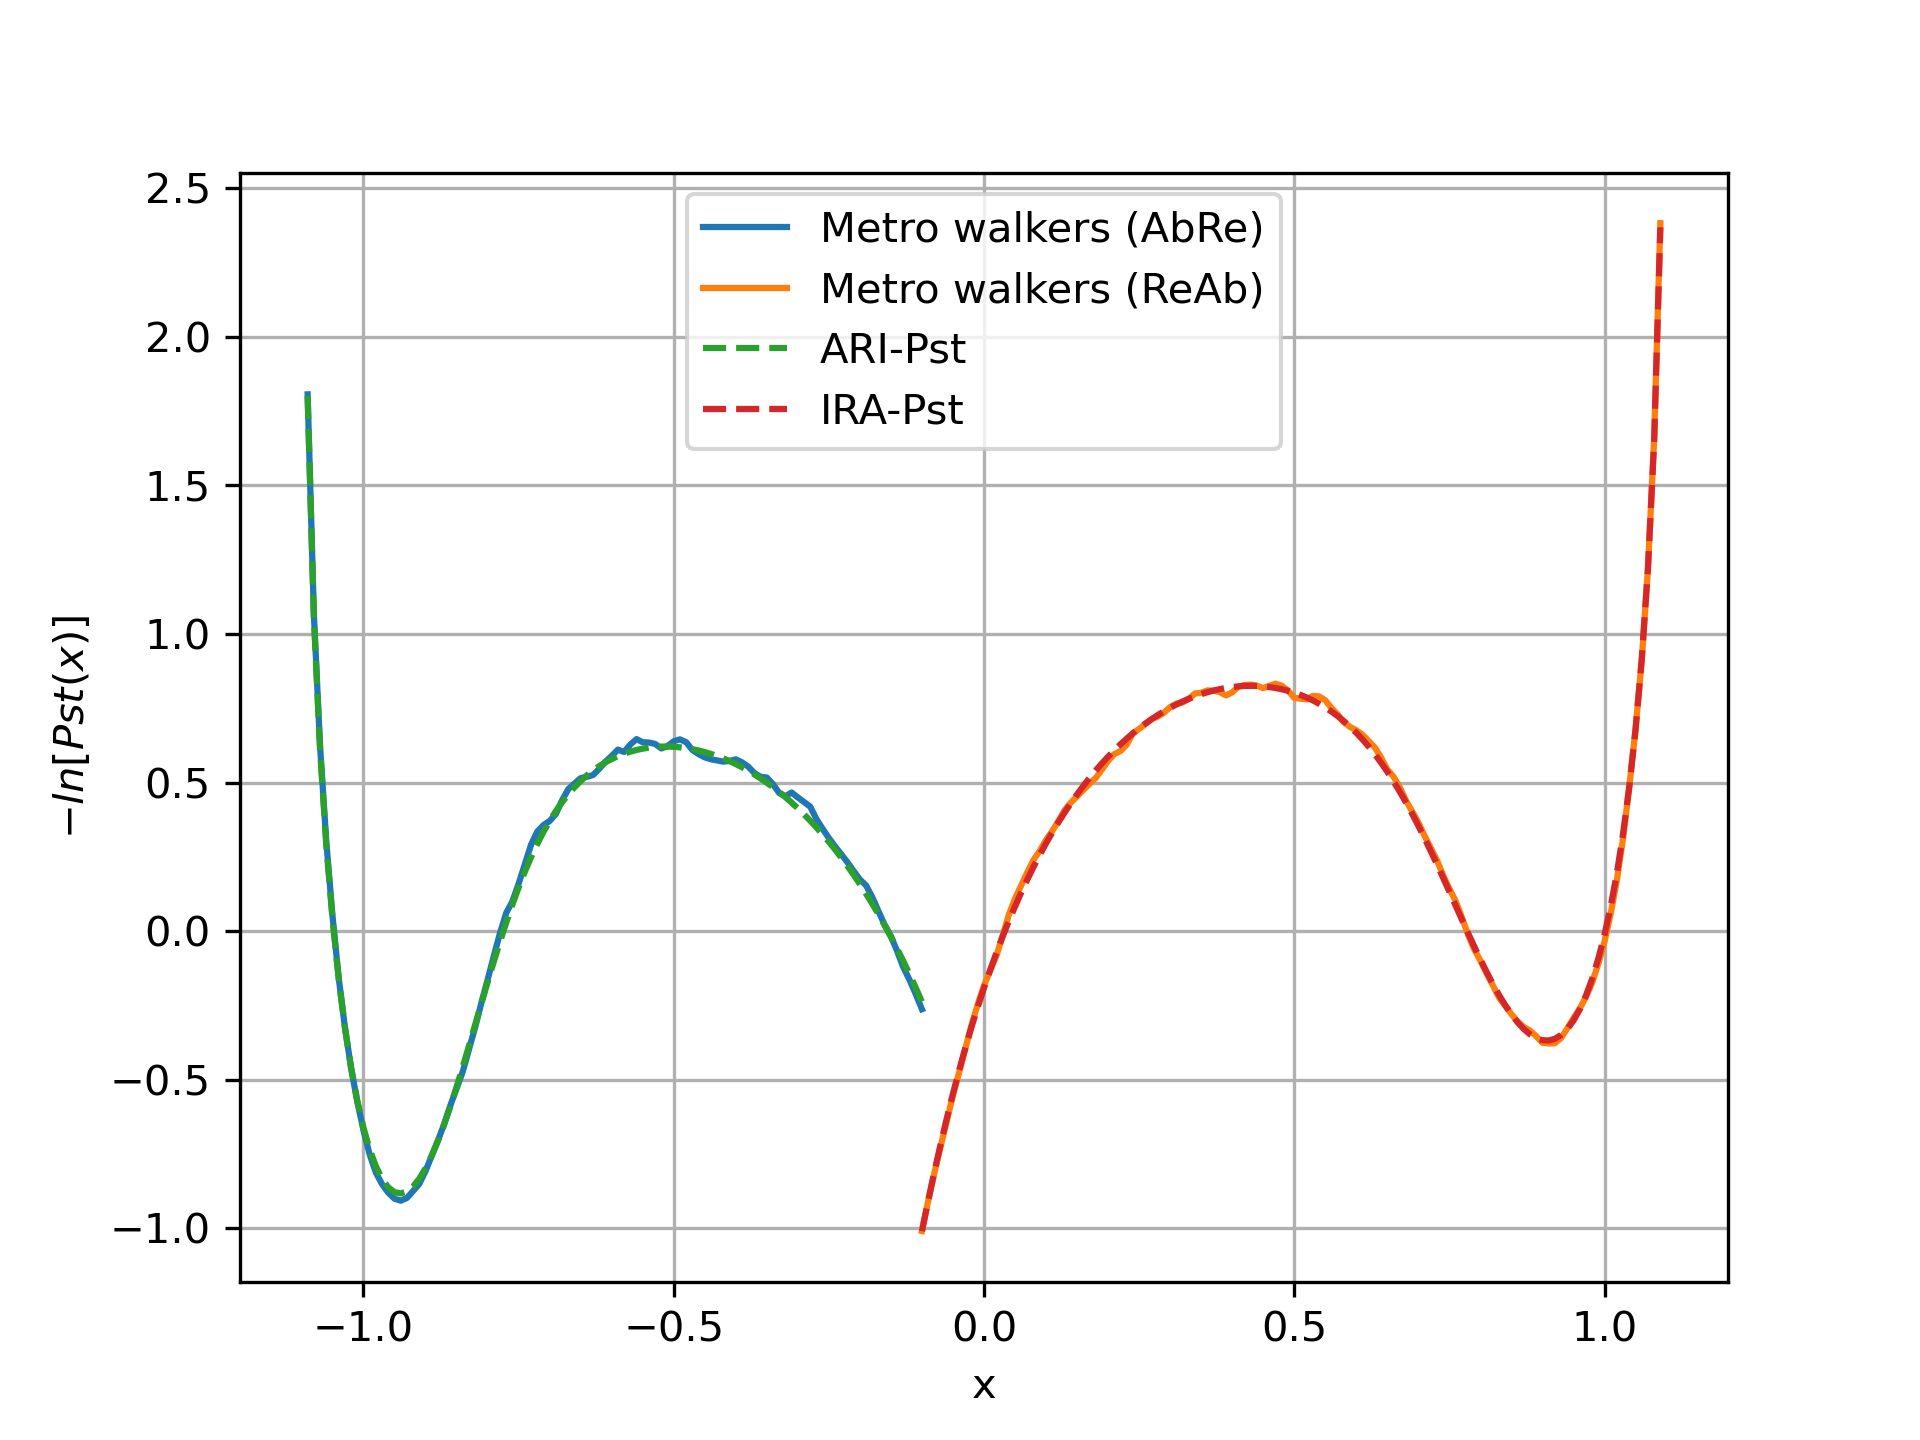 2.5
2.0
1.5
1.0
0.5
0.0
−0.5
−1.0
−ln[Pst(x)]
Metro walkers (AbRe)
Metro walkers (ReAb)
ARI-Pst
IRA-Pst
−1.0 −0.5 0.0 0.5 1.0
x